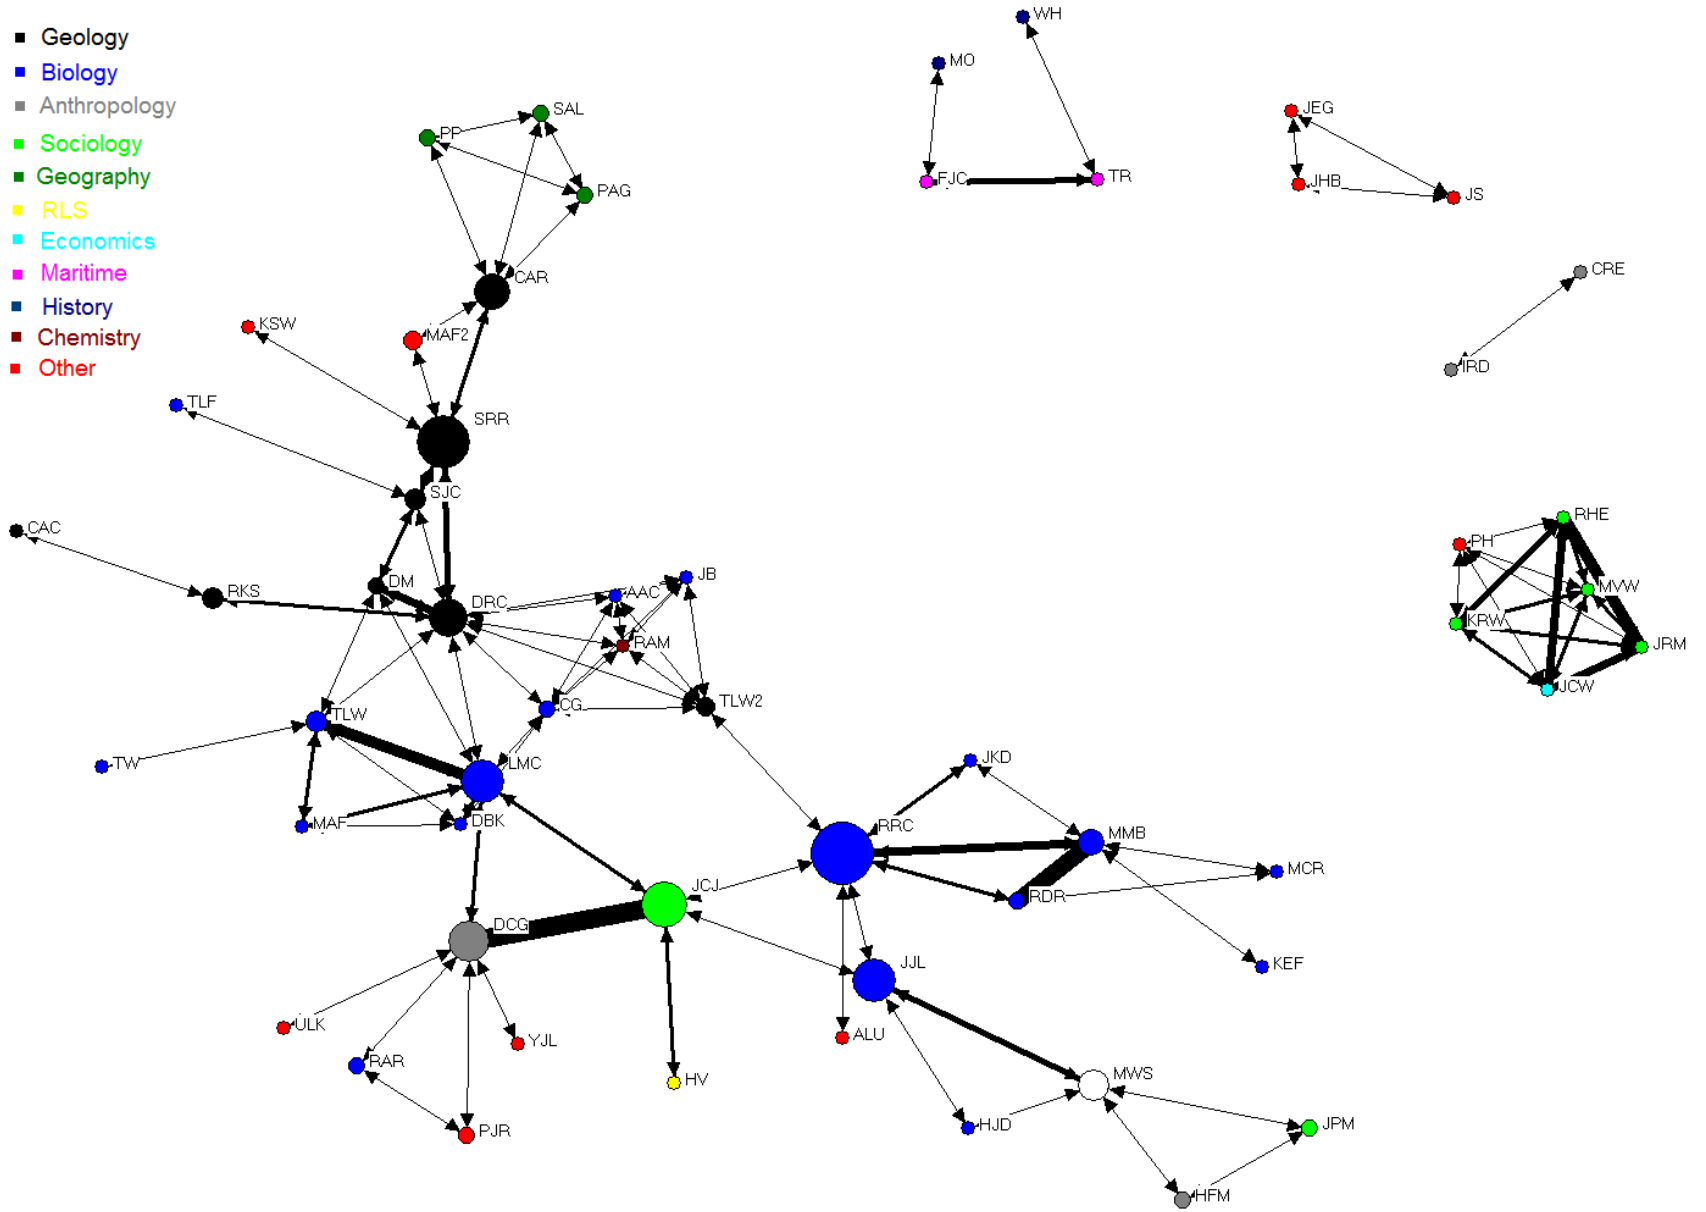 Geology
Biology
Anthropology
Sociology
Geography
RLS
Economics
Maritime
History
Chemistry
Other
WH
MO
FJC
TR
JEG
JHB
JS
CRE
IRD
SAL
PP
PAG
CAR
KSW
MAF2
TLF
SRR
SJC
CAC
RKS
DM
DRC
AAC
JB
RAM
CG
TLW2
TLW
TW
LMC
MAF
DBK
RHE
PH
MVW
KRW
JRM
JCW
JKD
RRC
MMB
MCR
RDR
KEF
JCJ
DCG
JJL
ULK
YJL
RAR
PJR
HV
ALU
MWS
HJD
JPM
HFM